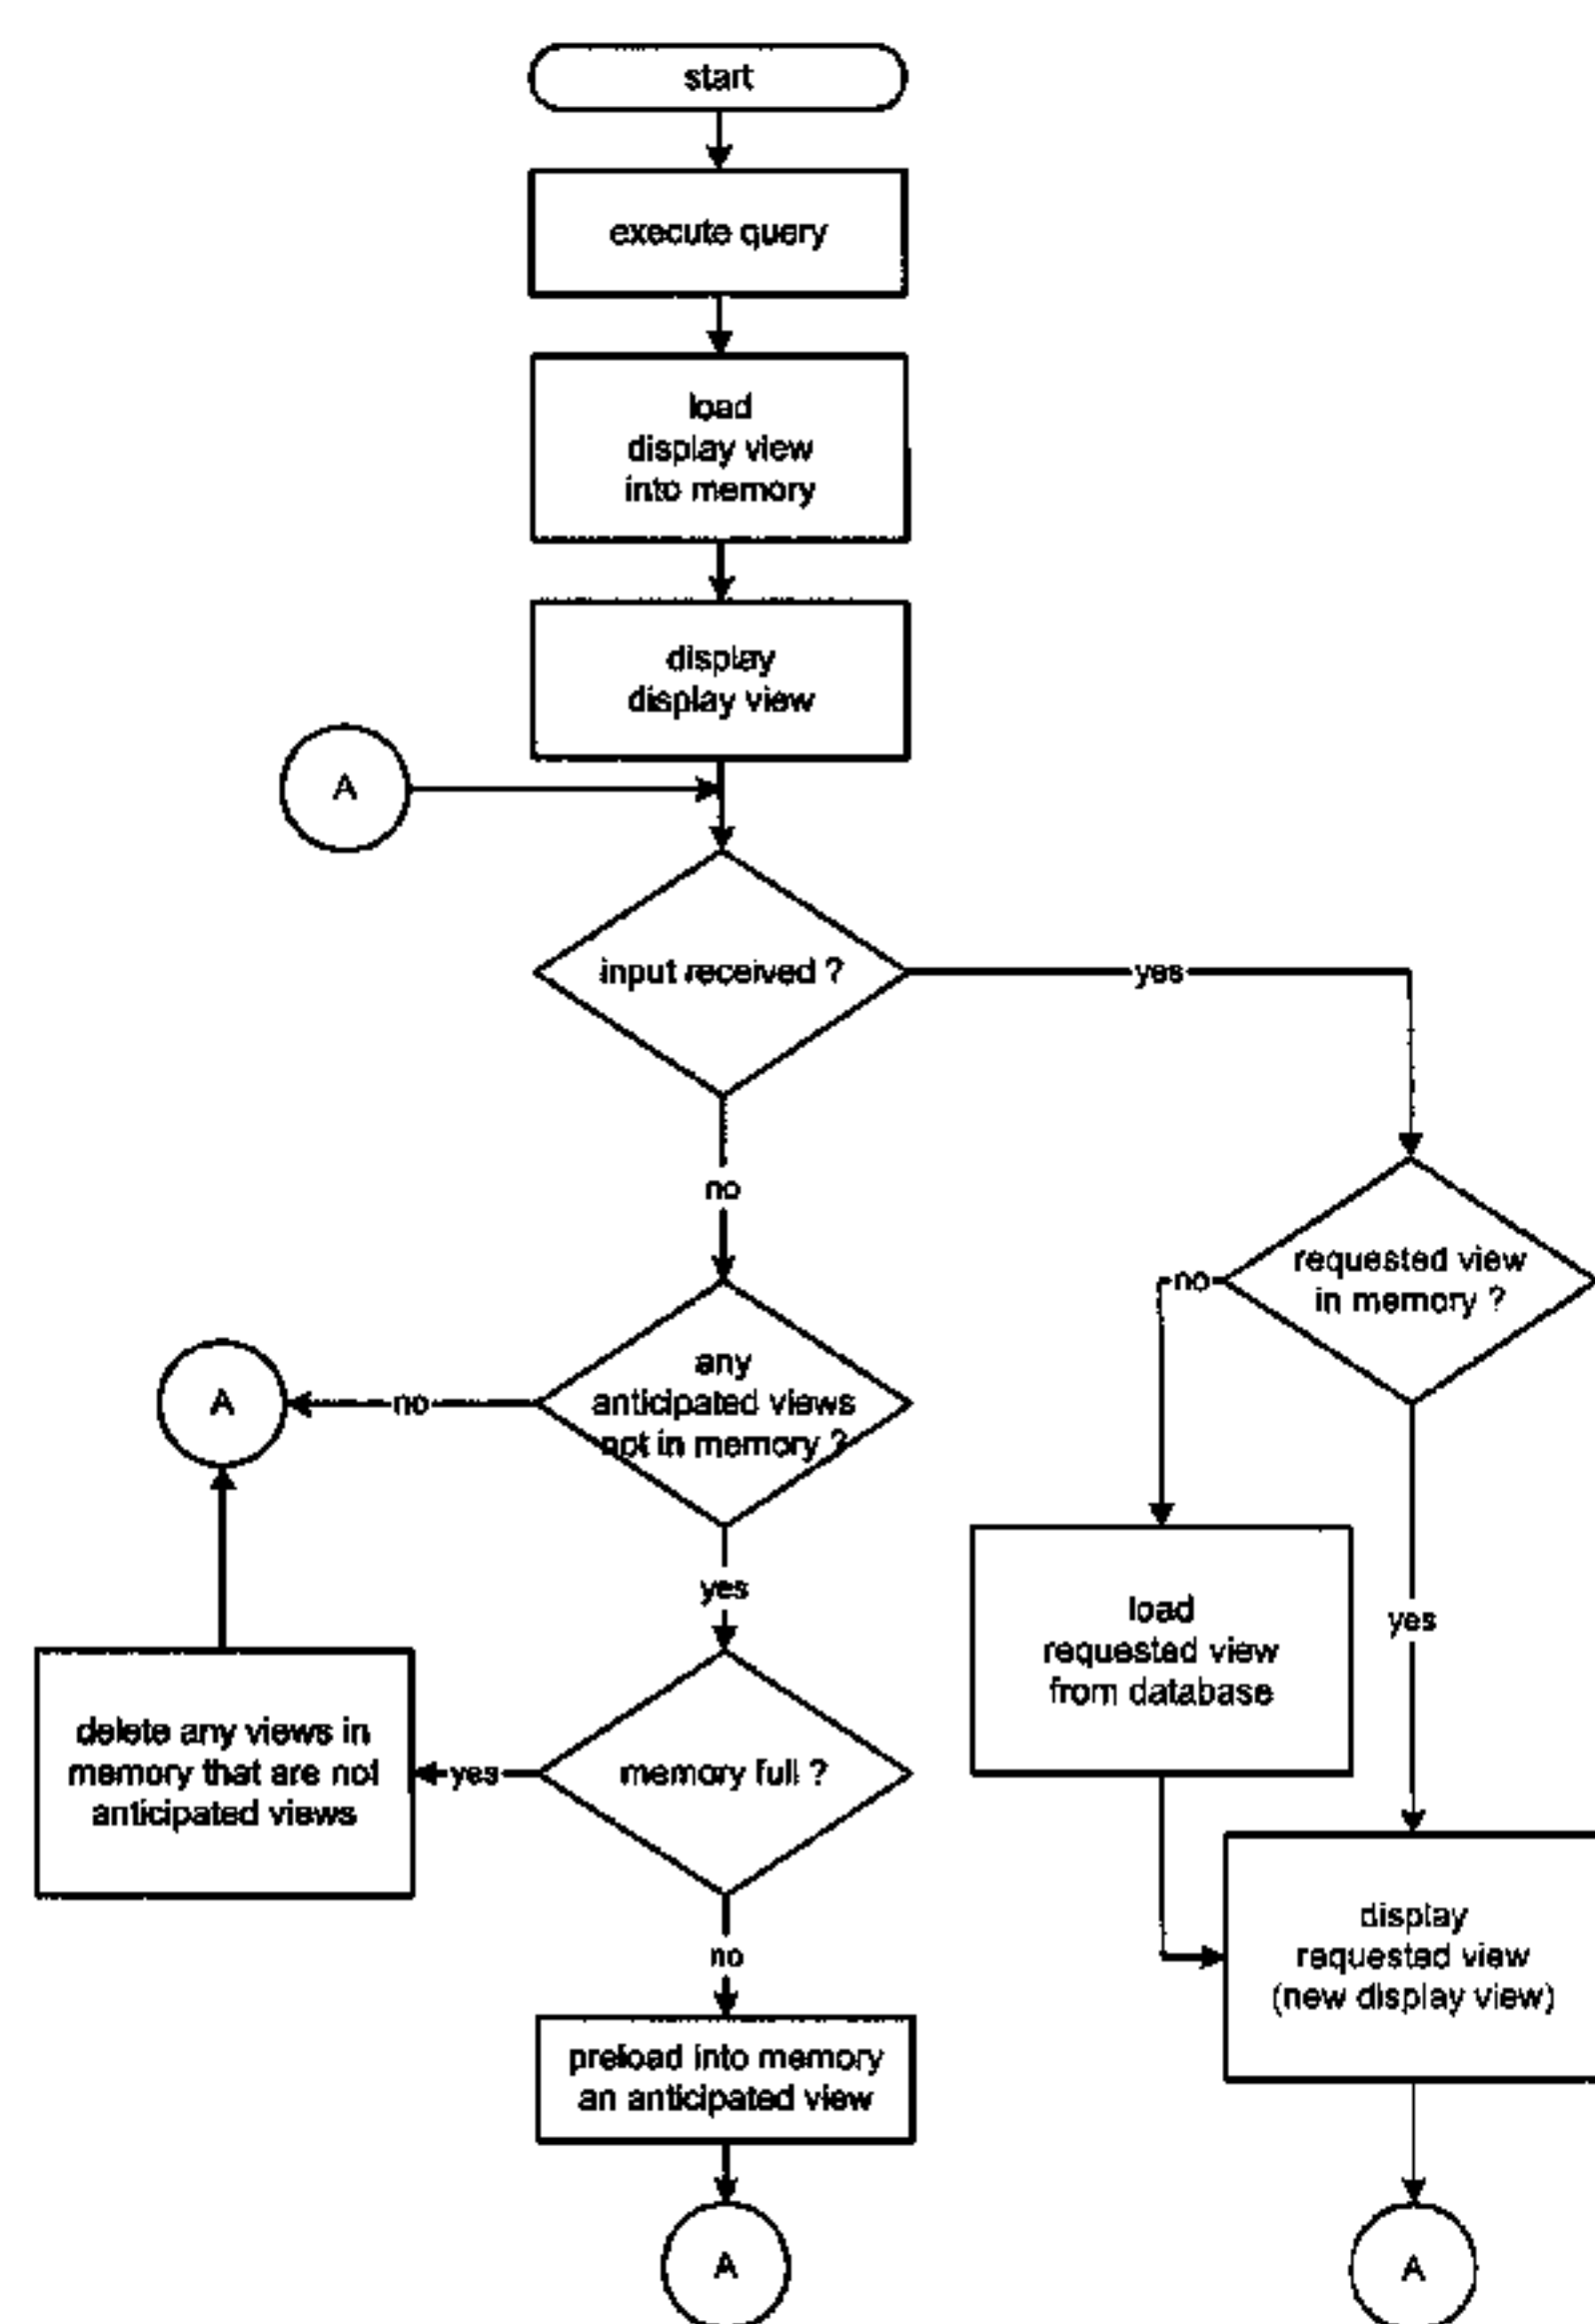 start
execute query
load
display view
into memory
display
display view
A
input received ?
yes
no
requested view
in memory ?
no
any
anticipated views
not in memory ?
no
A
yes
load
requested view
from database
yes
delete any views in
memory that are not
anticipated views
yes
memory full ?
display
requested view
(new display view)
no
preload into memory
an anticipated view
A
A